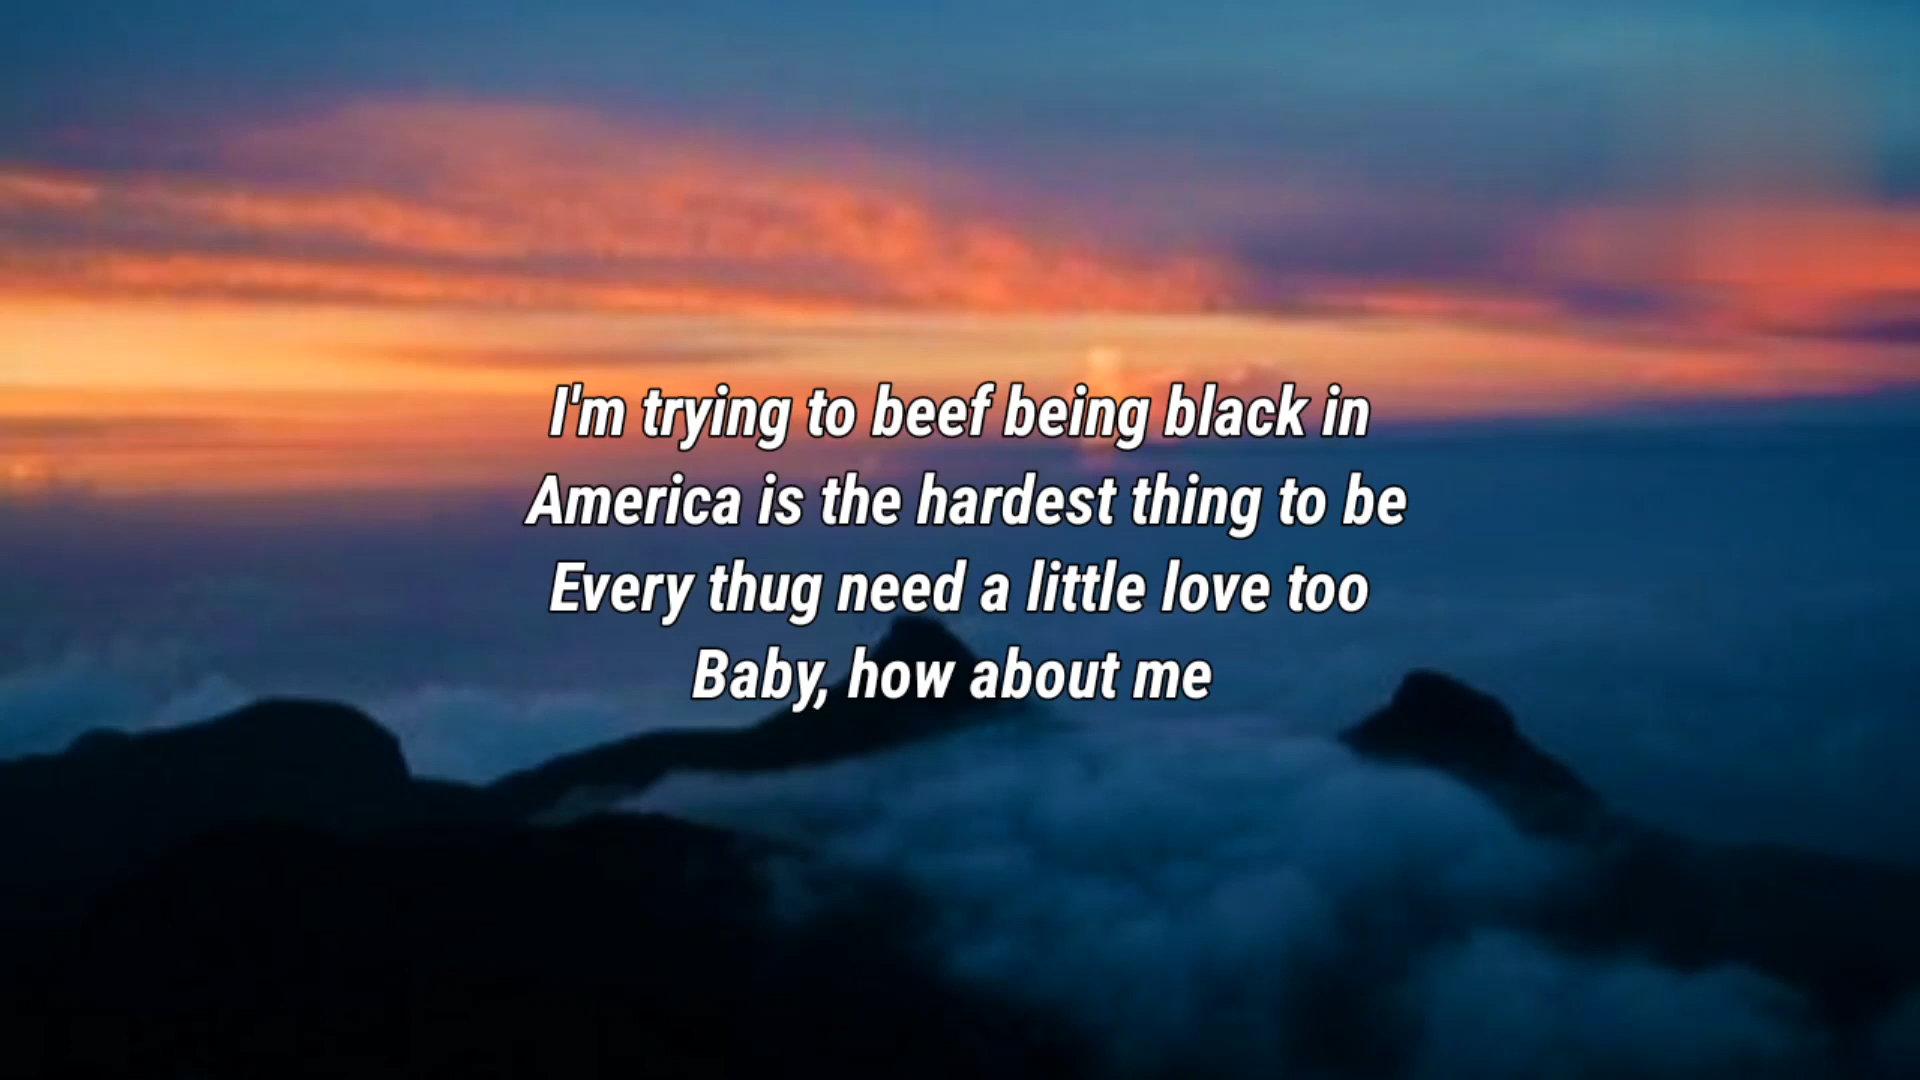 I'm trying to beef being black in
America is the hardest thing to be
Every thug need a little love too
Baby, how about me